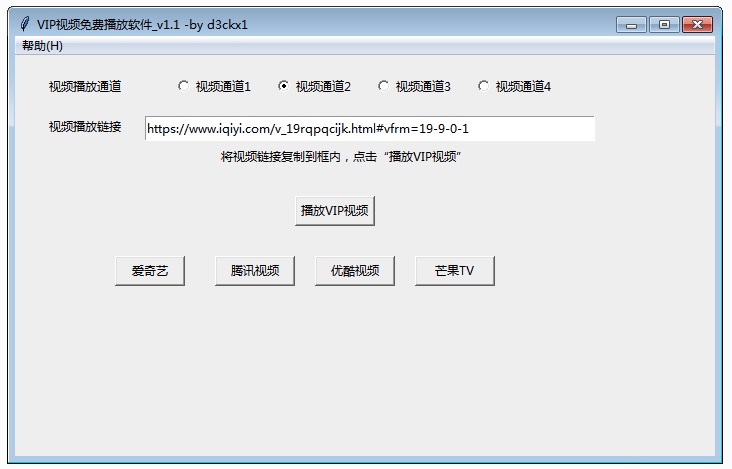 VIP视频免费播放软件_v1.1 -by d3ckx1
帮助(H)
视频播放通道 视频通道1 视频通道2 视频通道3 视频通道4
视频播放链接 https://www.iqiyi.com/v_19rqpqcijk.html#vfrm=19-9-0-1
将视频链接复制到框内，点击“播放VIP视频”
播放VIP视频
爱奇艺 腾讯视频 优酷视频 芒果TV